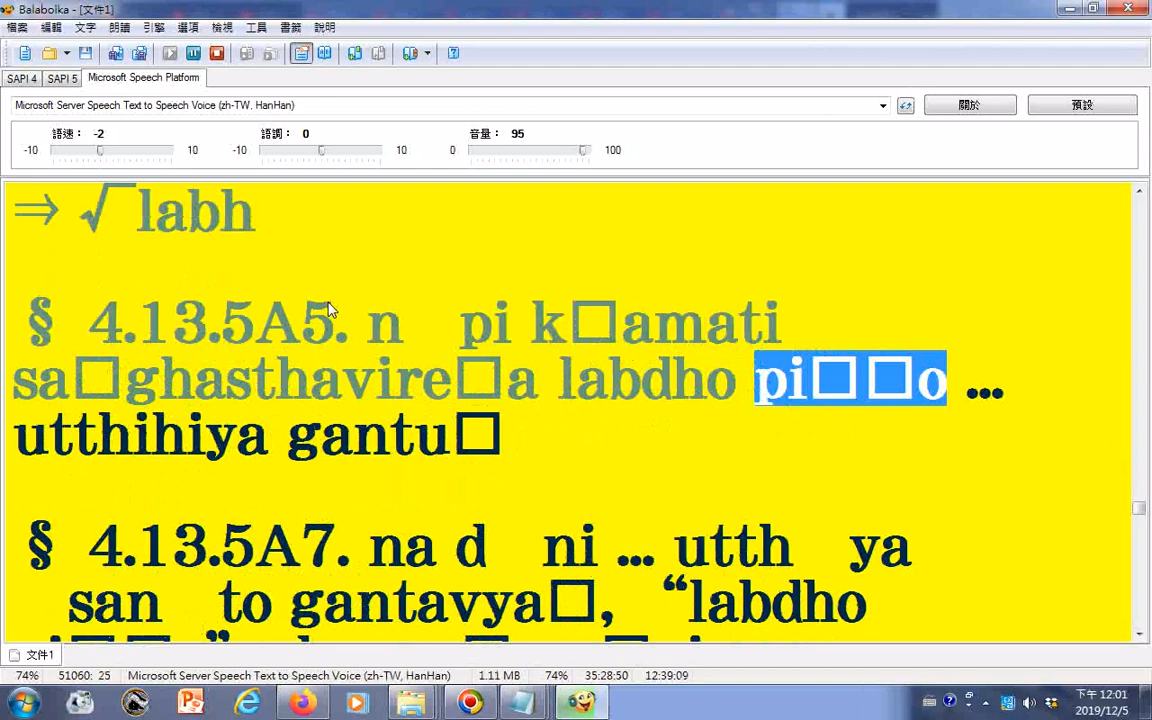 Balabolka - [文件1]
檔案 編輯 文字 朗讀 引擎 選項 檢視 工具 書籤 說明
SAPI 4 SAPI 5 Microsoft Speech Platform
Microsoft Server Speech Text to Speech Voice (zh-TW, HanHan) 關於 預設
語速： -2 語調： 0 音量： 95
-10 10 -10 10 0 100
⇒ √labh
§ 4.13.5A5. n　pi k□amati
sa□ghasthavire□a labdho pi□□o ...
utthihiya gantu□
§ 4.13.5A7. na d　ni ... utth　ya
san　to gantavya□, “labdho
文件1
74% 51060: 25 Microsoft Server Speech Text to Speech Voice (zh-TW, HanHan) 1.11 MB 74% 35:28:50 12:39:09
下午 12:01
2019/12/5